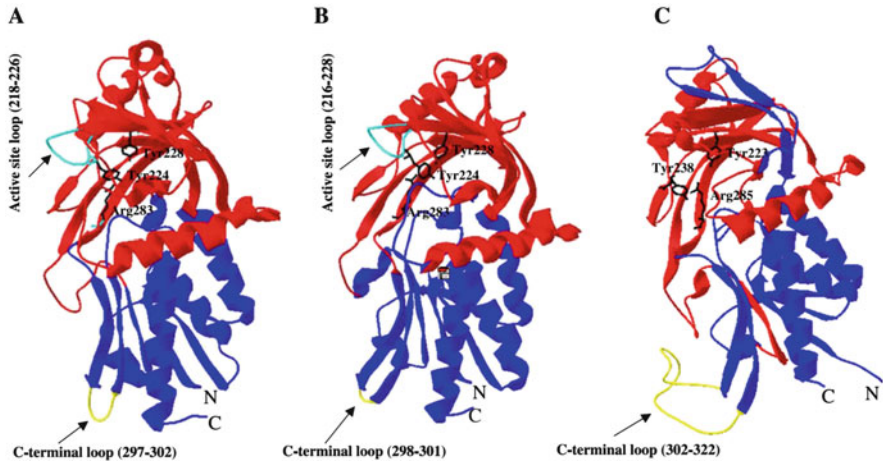 A
B
C
Active site loop (218-226)
Active site loop (216-228)
Tyr228
Tyr224
Arg283
Tyr228
Tyr224
Arg283
Tyr223
Tyr238
Arg285
N
C
N
C
C
N
C-terminal loop (297-302)
C-terminal loop (298-301)
C-terminal loop (302-322)